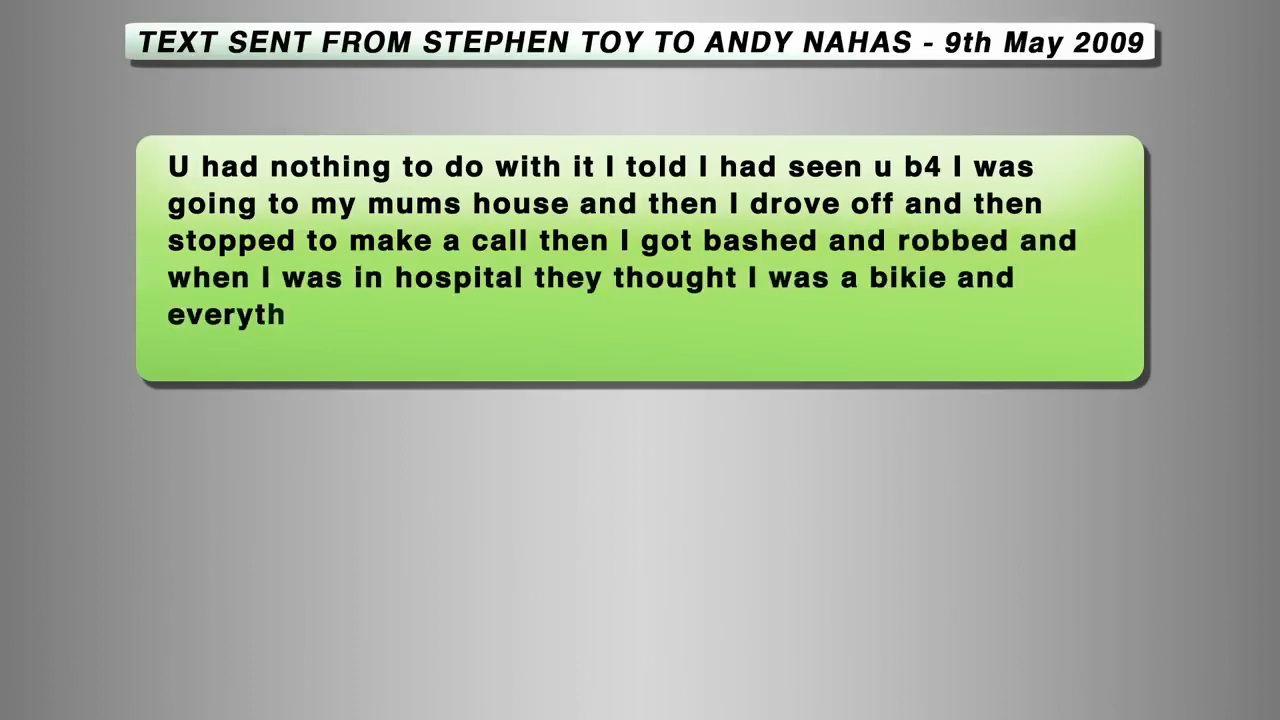 TEXT SENT FROM STEPHEN TOY TO ANDY NAHAS - 9th May 2009
U had nothing to do with it I told I had seen u b4 I was
going to my mums house and then I drove off and then
stopped to make a call then I got bashed and robbed and
when I was in hospital they thought I was a bikie and
everyth